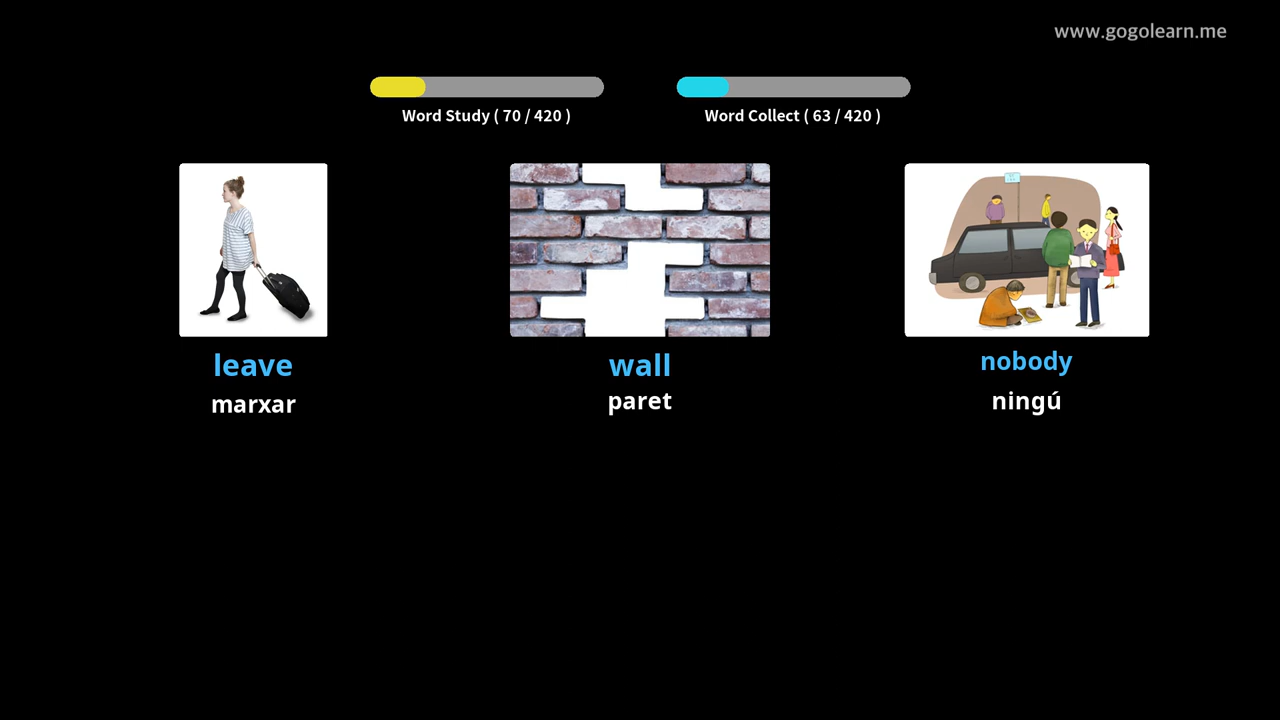 www.gogolearn.me
Word Study ( 70 / 420 )
Word Collect ( 63 / 420 )
leave
marxar
wall
paret
nobody
ningú